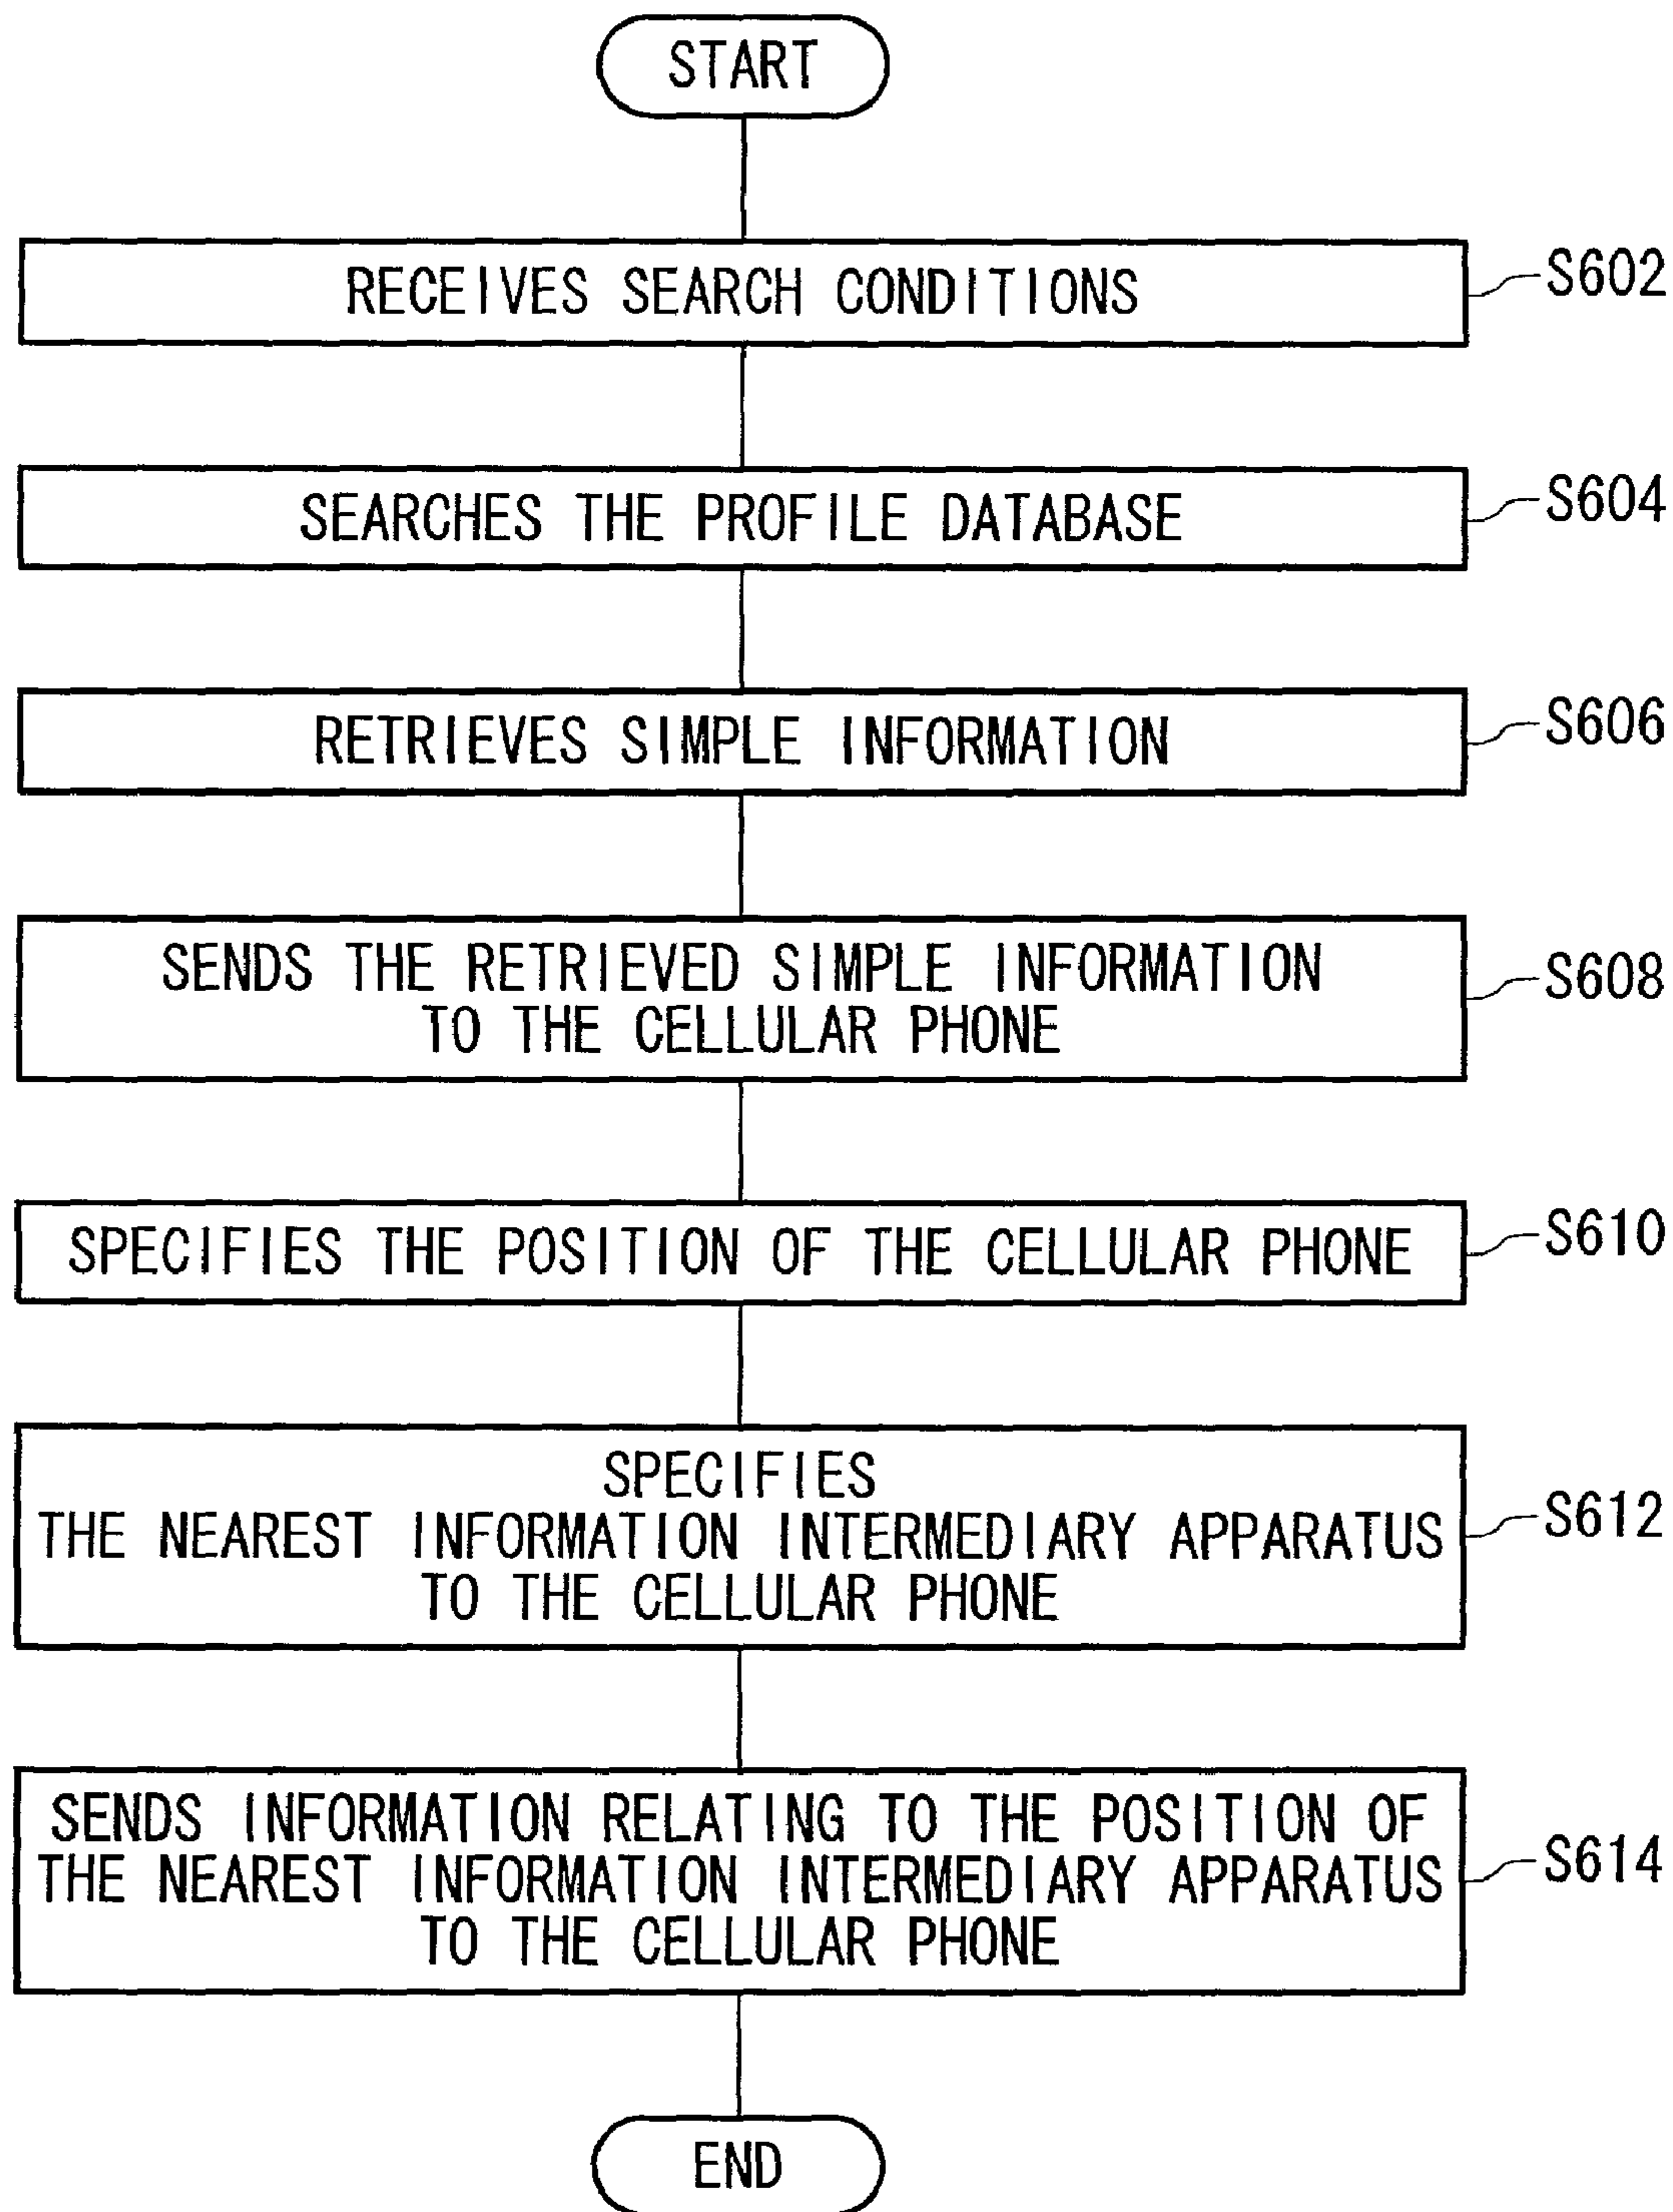 START
RECEIVES SEARCH CONDITIONS
S602
SEARCHES THE PROFILE DATABASE
S604
RETRIEVES SIMPLE INFORMATION
S606
SENDS THE RETRIEVED SIMPLE INFORMATION
TO THE CELLULAR PHONE
S608
SPECIFIES THE POSITION OF THE CELLULAR PHONE
S610
SPECIFIES
THE NEAREST INFORMATION INTERMEDIARY APPARATUS
TO THE CELLULAR PHONE
S612
SENDS INFORMATION RELATING TO THE POSITION OF
THE NEAREST INFORMATION INTERMEDIARY APPARATUS
TO THE CELLULAR PHONE
S614
END